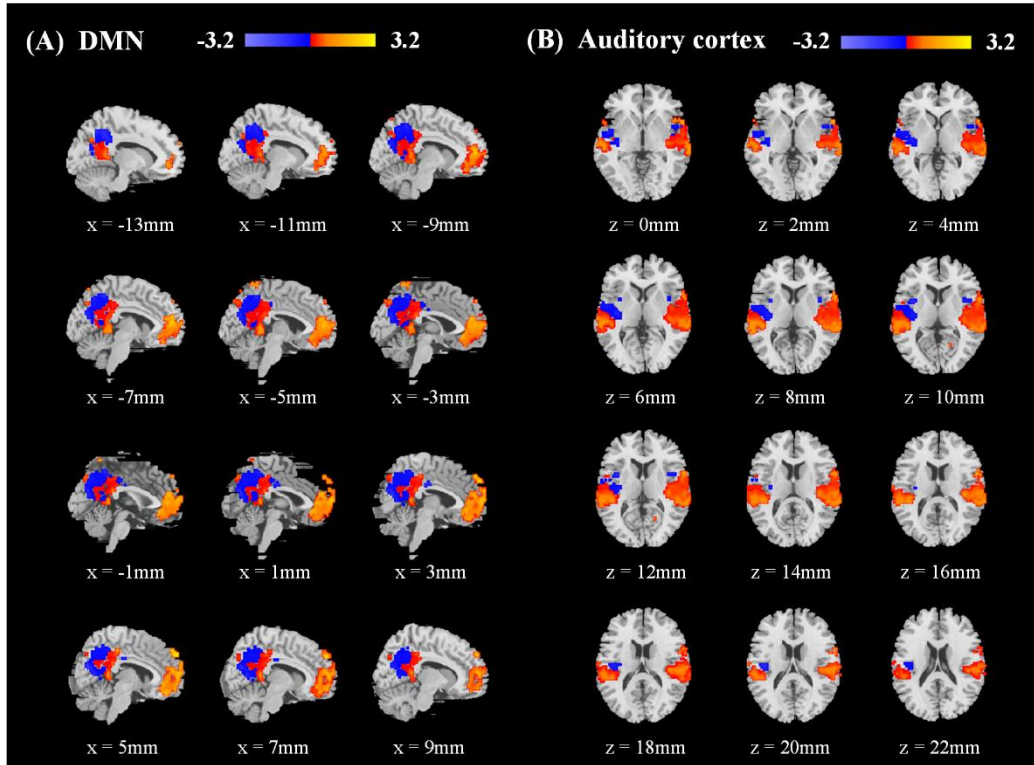 (A) DMN -3.2 3.2
x = -13mm x = -11mm x = -9mm
x = -7mm x = -5mm x = -3mm
x = -1mm x = 1mm x = 3mm
x = 5mm x = 7mm x = 9mm
(B) Auditory cortex -3.2 3.2
z = 0mm z = 2mm z = 4mm
z = 6mm z = 8mm z = 10mm
z = 12mm z = 14mm z = 16mm
z = 18mm z = 20mm z = 22mm